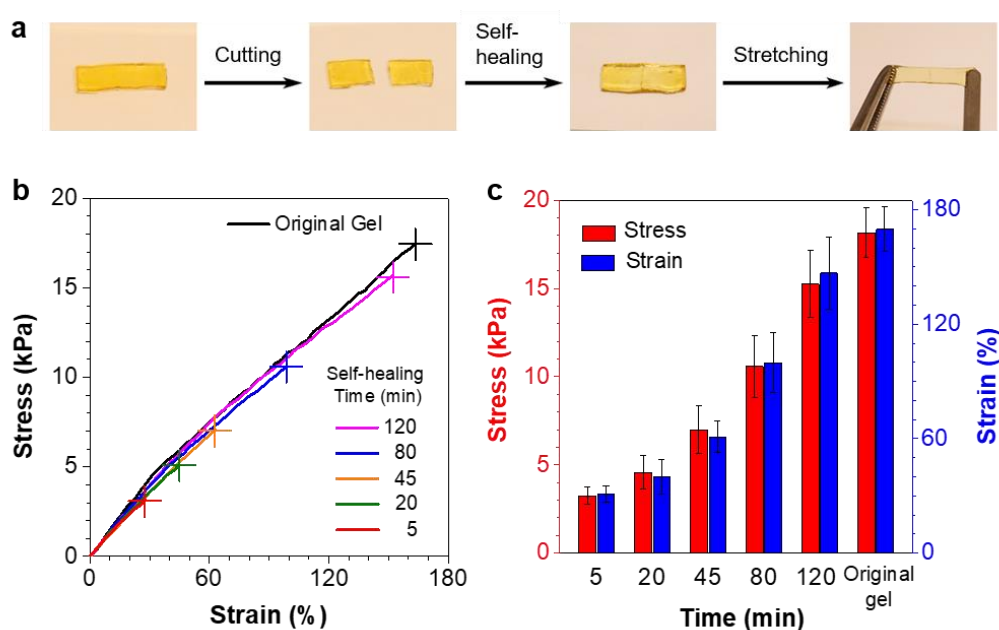 a
Cutting
Self-
healing
Stretching
b
20
15
10
5
0
Stress (kPa)
Original Gel
Self-healing
Time (min)
120
80
45
20
5
0
60
120
180
Strain (%)
c
20
15
10
5
0
Stress (kPa)
Stress
Strain
180
120
60
0
Strain (%)
5
20
45
80
120
Original
gel
Time (min)